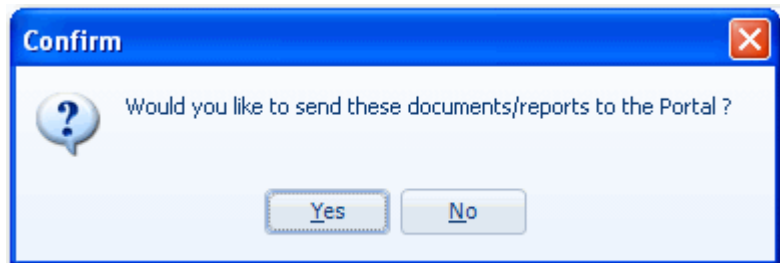 Confirm
Would you like to send these documents/reports to the Portal ?
Yes No